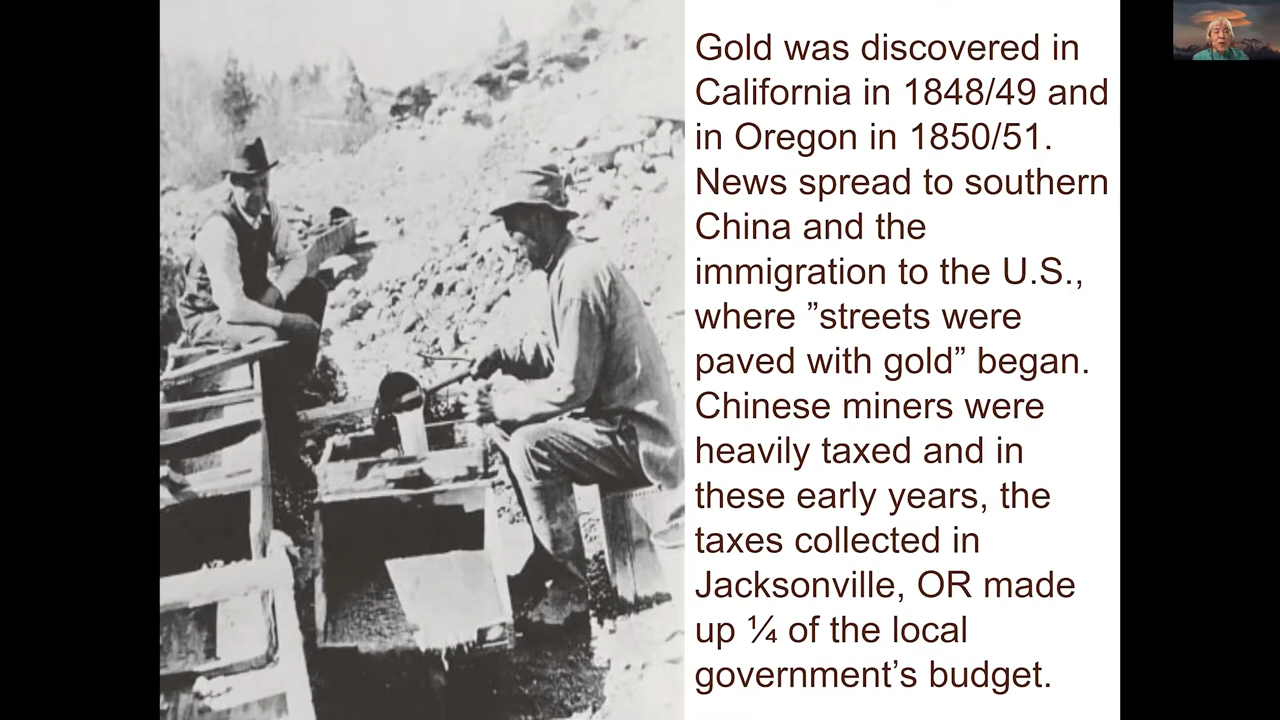 Gold was discovered in
California in 1848/49 and
in Oregon in 1850/51.
News spread to southern
China and the
immigration to the U.S.,
where ”streets were
paved with gold” began.
Chinese miners were
heavily taxed and in
these early years, the
taxes collected in
Jacksonville, OR made
up ¼ of the local
government’s budget.